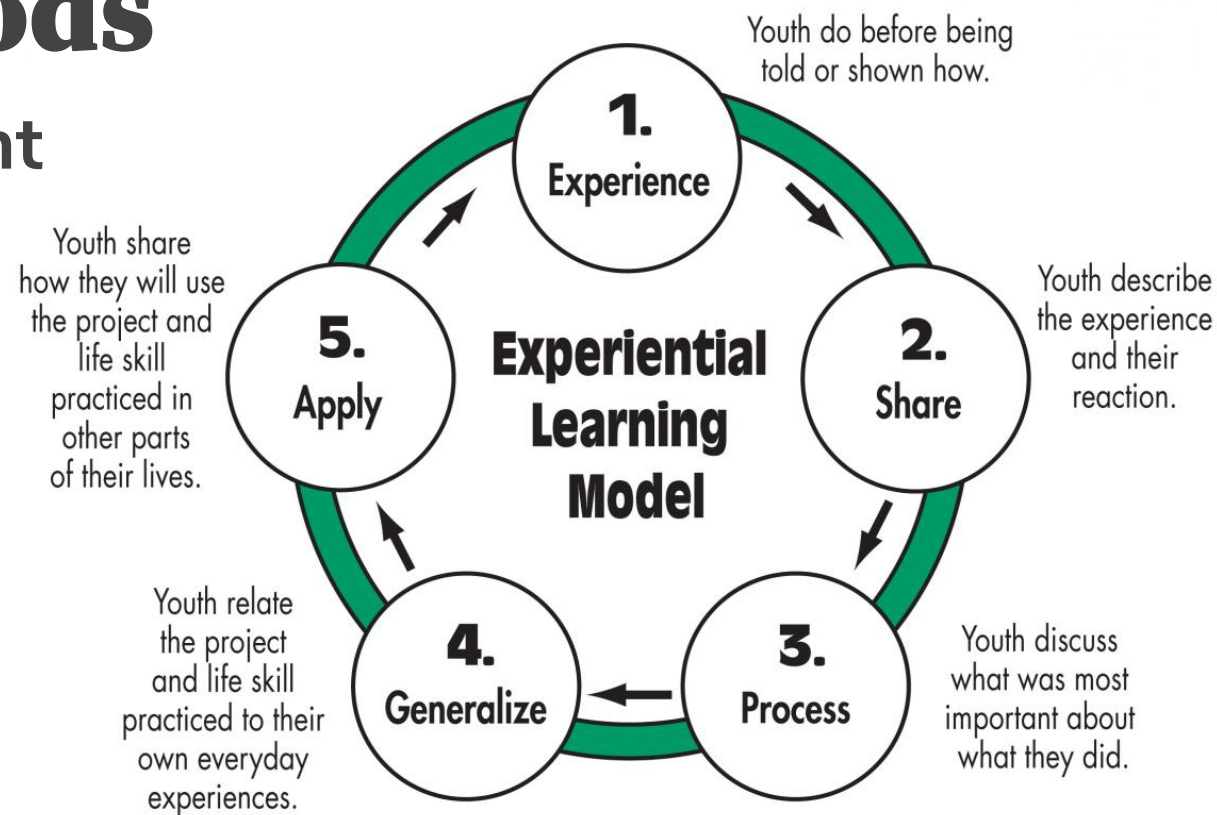 Youth do before being
told or shown how.
1.
Experience
Youth describe
the experience
and their
reaction.
2.
Share
Youth discuss
what was most
important about
what they did.
3.
Process
Youth relate
the project
and life skill
practiced to their
own everyday
experiences.
4.
Generalize
Youth share
how they will use
the project and
life skill
practiced in
other parts
of their lives.
5.
Apply
Experiential
Learning
Model